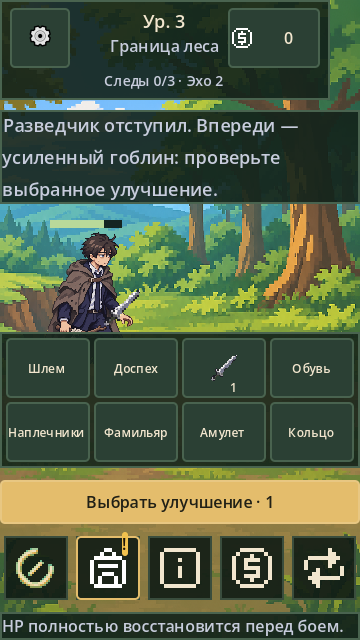 Ур. 3
Граница леса
0
Следы 0/3 · Эхо 2
Разведчик отступил. Впереди —
усиленный гоблин: проверьте
выбранное улучшение.
Шлем
Доспех
1
Обувь
Наплечники
Фамильяр
Амулет
Кольцо
Выбрать улучшение · 1
HP полностью восстановится перед боем.